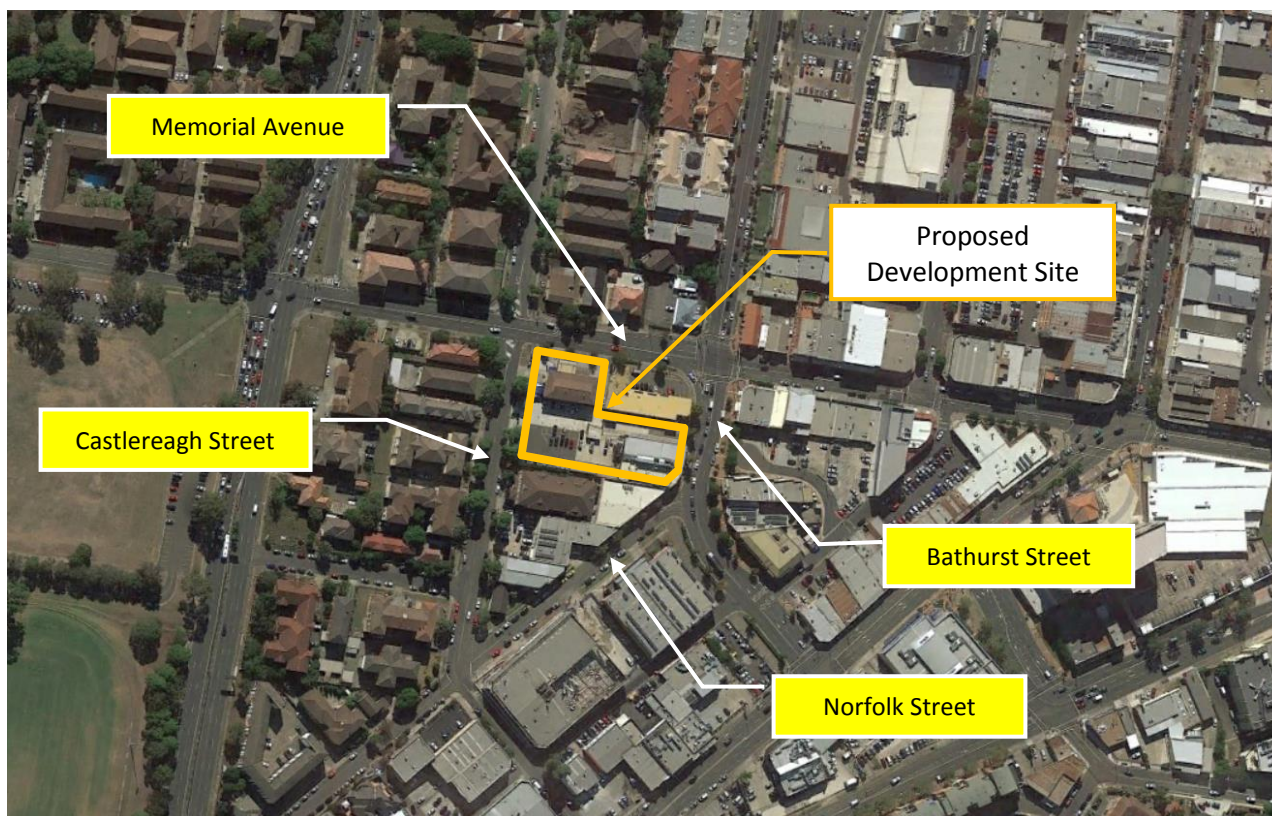 Memorial Avenue
Proposed
Development Site
Castlereagh Street
Bathurst Street
Norfolk Street